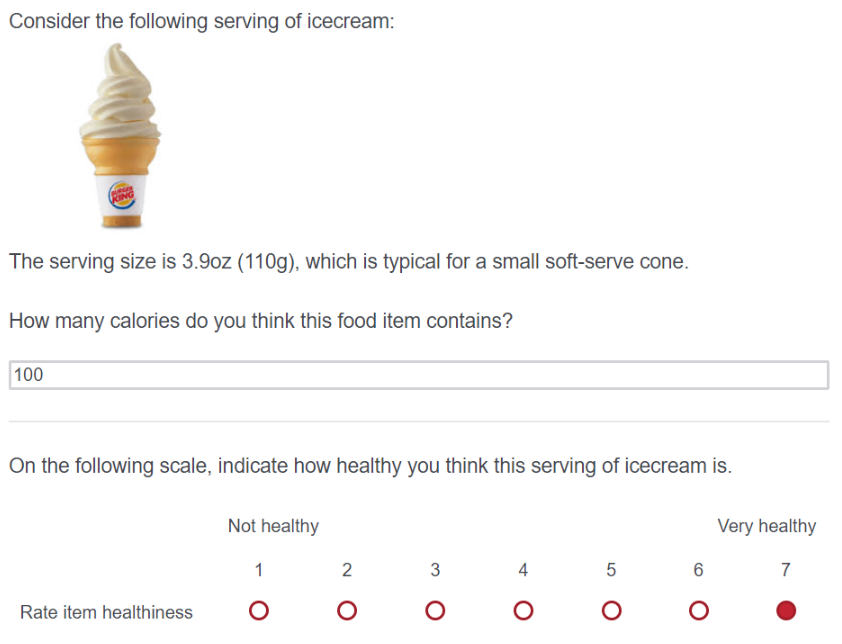 Consider the following serving of icecream:
BURGER
KING
The serving size is 3.9oz (110g), which is typical for a small soft-serve cone.
How many calories do you think this food item contains?
100
On the following scale, indicate how healthy you think this serving of icecream is.
Not healthy Very healthy
1 2 3 4 5 6 7
Rate item healthiness